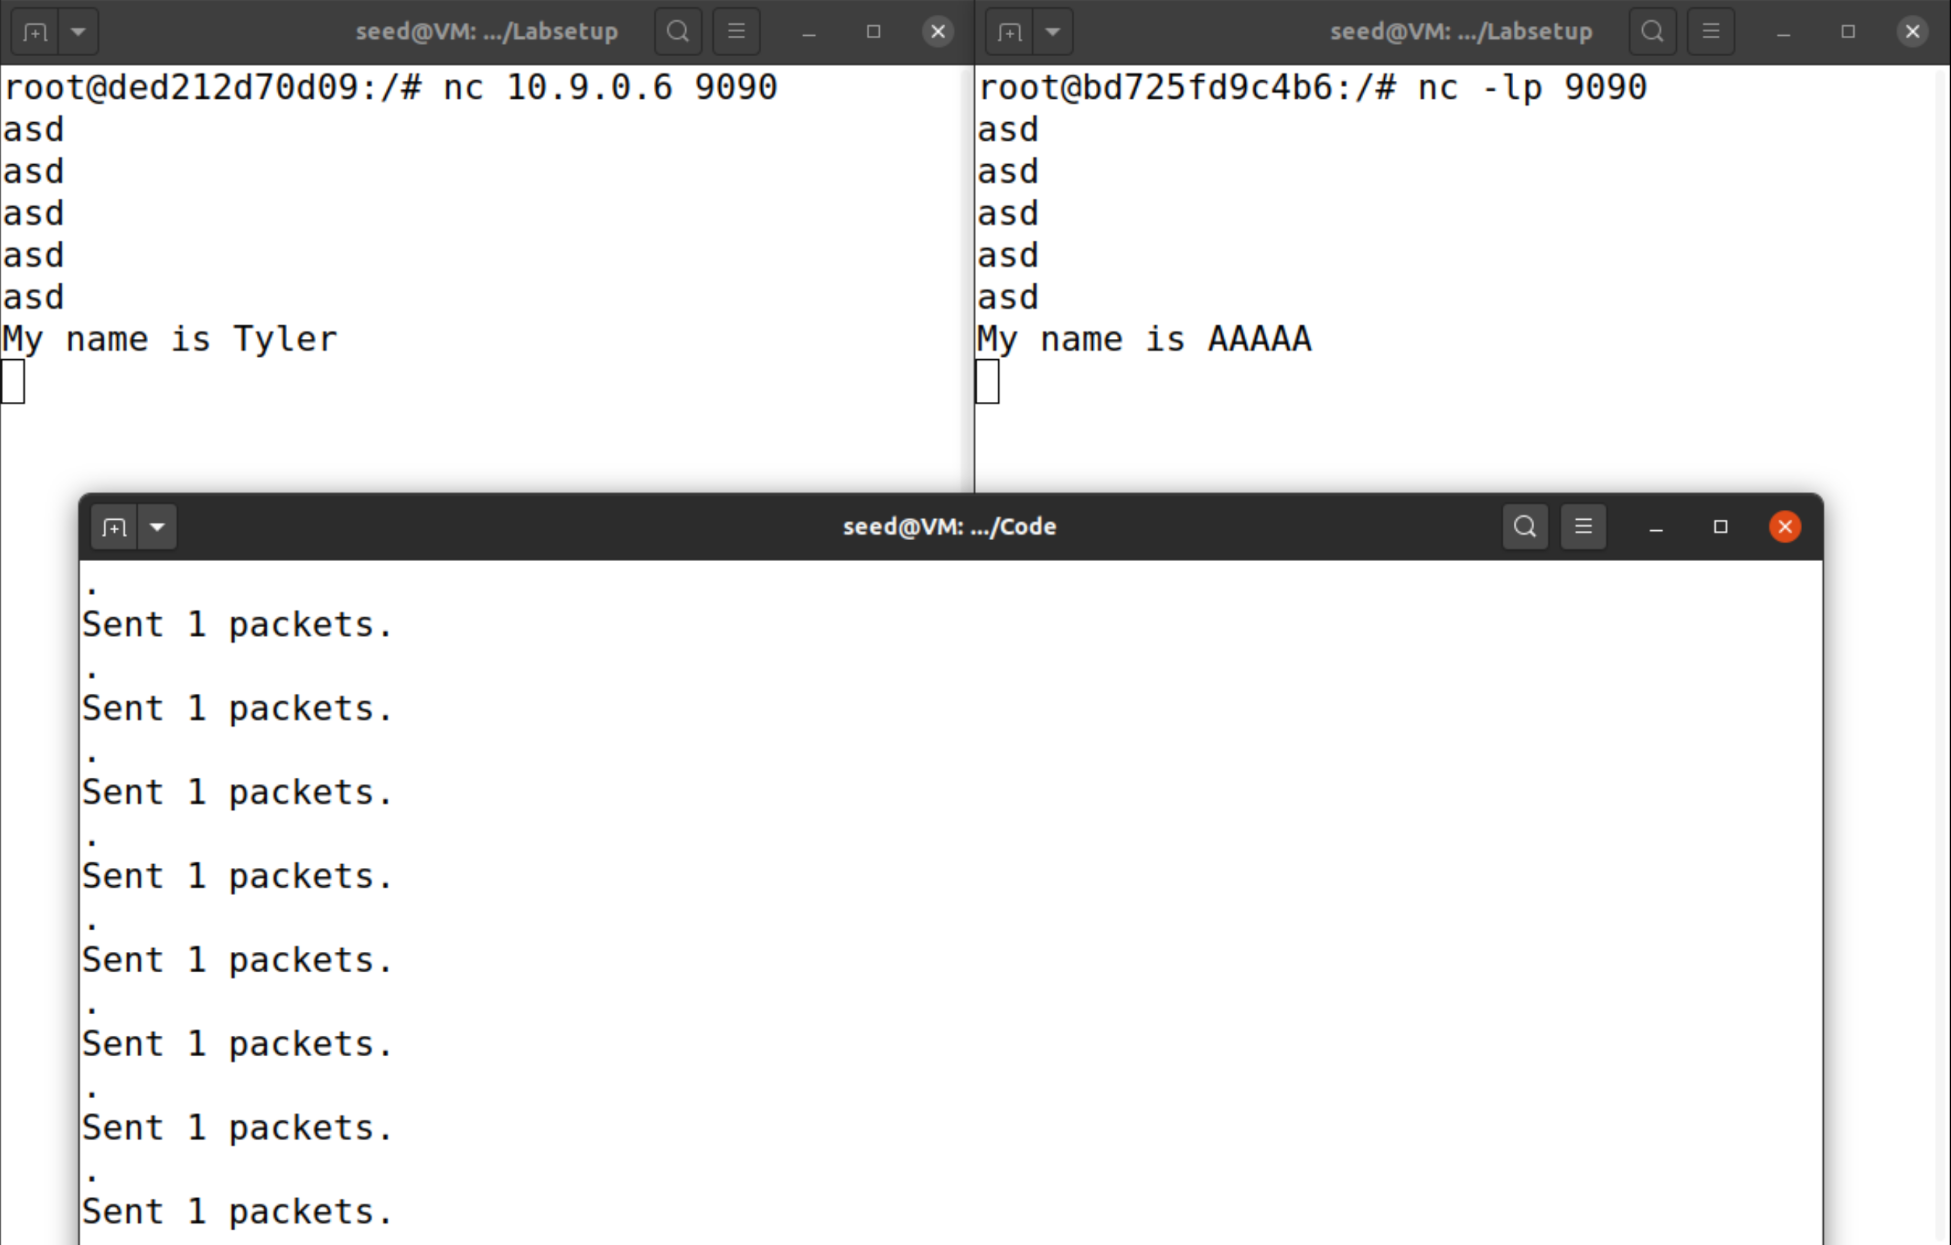 seed@VM: .../Labsetup
root@ded212d70d09:/# nc 10.9.0.6 9090
asd
asd
asd
asd
asd
My name is Tyler
seed@VM: .../Labsetup
root@bd725fd9c4b6:/# nc -lp 9090
asd
asd
asd
asd
asd
My name is AAAAA
seed@VM: .../Code
.
Sent 1 packets.
.
Sent 1 packets.
.
Sent 1 packets.
.
Sent 1 packets.
.
Sent 1 packets.
.
Sent 1 packets.
.
Sent 1 packets.
.
Sent 1 packets.